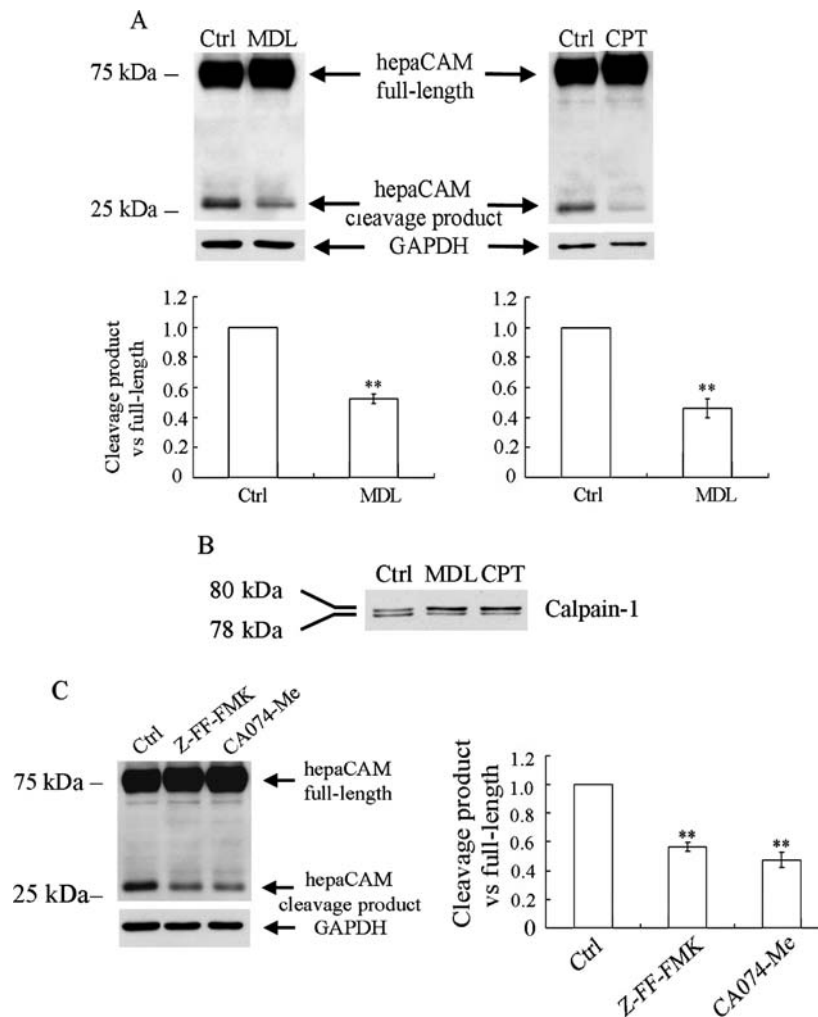 A
Ctrl MDL
Ctrl CPT
75 kDa –
hepaCAM
full-length
25 kDa –
hepaCAM
cleavage product
GAPDH
Cleavage product
vs full-length
1.2
1.0
0.8
0.6
0.4
0.2
0
**
Ctrl
MDL
1.2
1.0
0.8
0.6
0.4
0.2
0
**
Ctrl
MDL
B
Ctrl MDL CPT
80 kDa
78 kDa
Calpain-1
C
Ctrl
Z-FF-FMK
CA074-Me
75 kDa –
hepaCAM
full-length
25 kDa –
hepaCAM
cleavage product
GAPDH
Cleavage product
vs full-length
1.2
1.0
0.8
0.6
0.4
0.2
0
**
**
Ctrl
Z-FF-FMK
CA074-Me